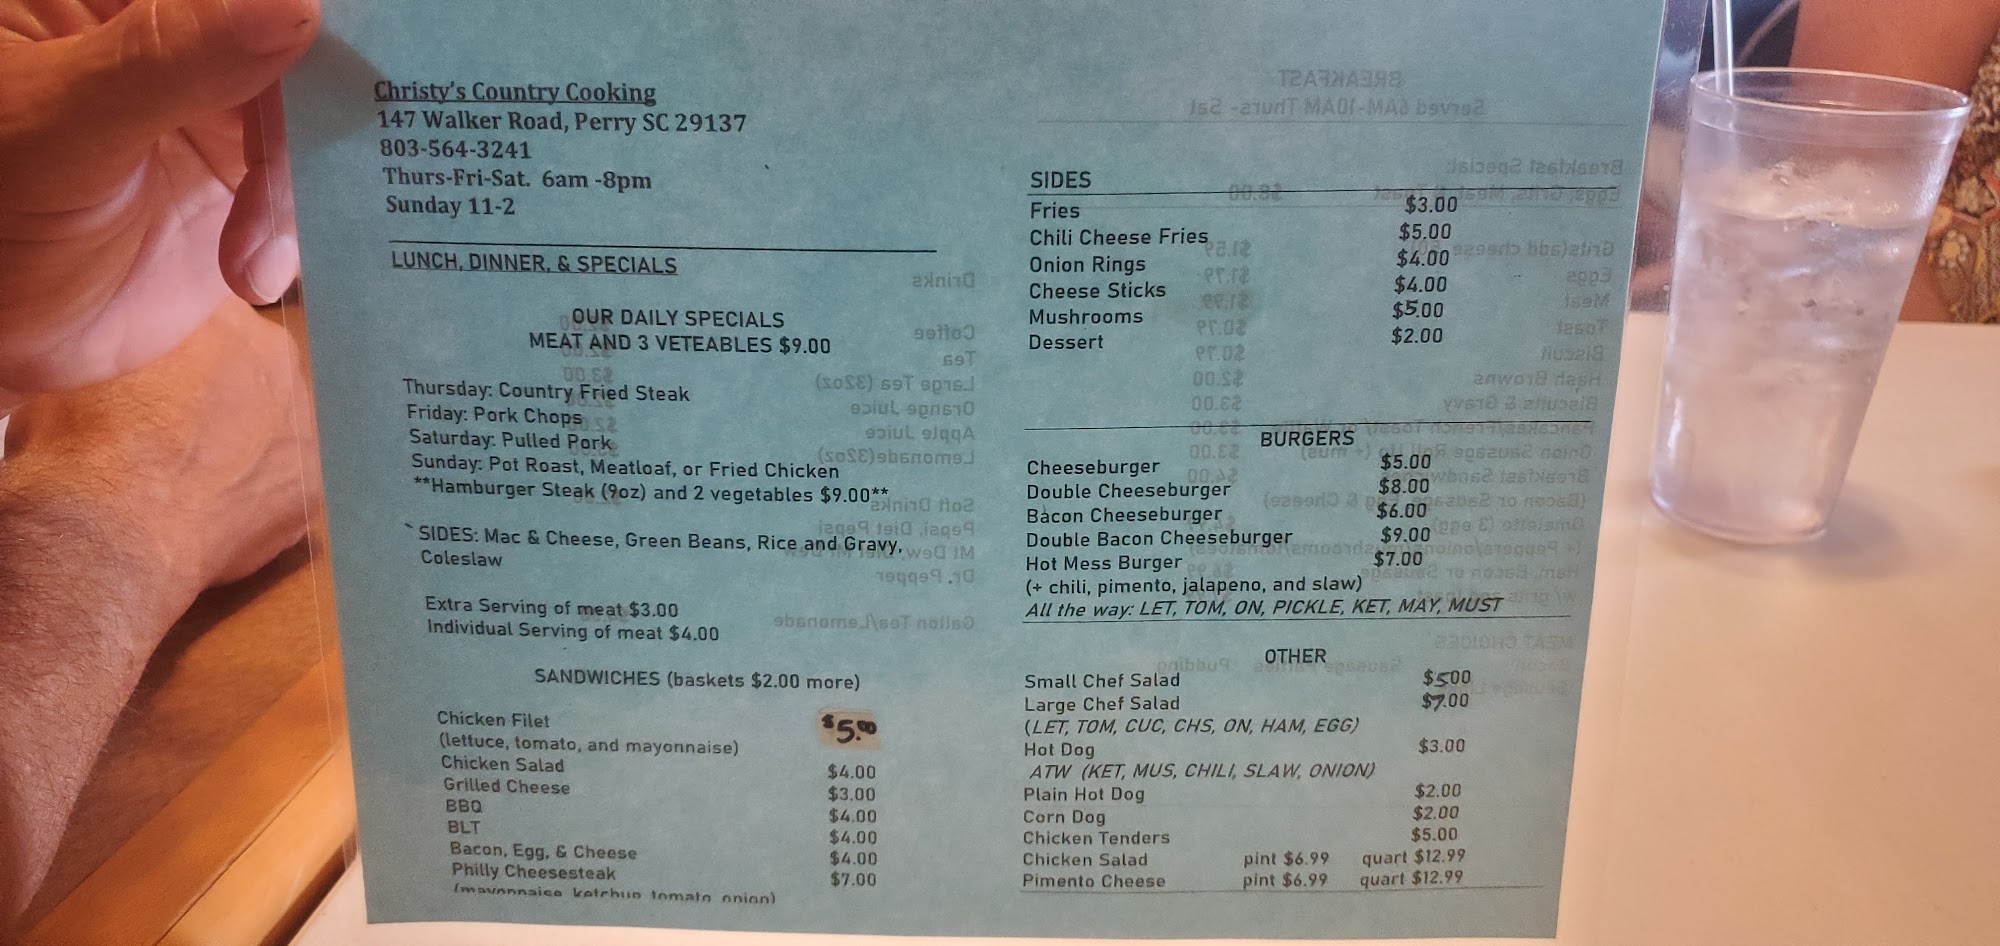 Christy's Country Cooking
147 Walker Road, Perry SC 29137
803-564-3241
Thurs-Fri-Sat. 6am -8pm
Sunday 11-2
LUNCH, DINNER, & SPECIALS
OUR DAILY SPECIALS
MEAT AND 3 VETEABLES $9.00
Thursday: Country Fried Steak
Friday: Pork Chops
Saturday: Pulled Pork
Sunday: Pot Roast, Meatloaf, or Fried Chicken
**Hamburger Steak (9oz) and 2 vegetables $9.00**
`SIDES: Mac & Cheese, Green Beans, Rice and Gravy,
Coleslaw
Extra Serving of meat $3.00
Individual Serving of meat $4.00
SANDWICHES (baskets $2.00 more)
Chicken Filet $5.00
(lettuce, tomato, and mayonnaise)
Chicken Salad $4.00
Grilled Cheese $3.00
BBQ $4.00
BLT $4.00
Bacon, Egg, & Cheese $4.00
Philly Cheesesteak $7.00
(mayonnaise ketchup tomato onion)
SIDES
Fries $3.00
Chili Cheese Fries $5.00
Onion Rings $4.00
Cheese Sticks $4.00
Mushrooms $5.00
Dessert $2.00
BURGERS
Cheeseburger $5.00
Double Cheeseburger $8.00
Bacon Cheeseburger $6.00
Double Bacon Cheeseburger $9.00
Hot Mess Burger $7.00
(+ chili, pimento, jalapeno, and slaw)
All the way: LET, TOM, ON, PICKLE, KET, MAY, MUST
OTHER
Small Chef Salad $5.00
Large Chef Salad $7.00
(LET, TOM, CUC, CHS, ON, HAM, EGG)
Hot Dog $3.00
ATW (KET, MUS, CHILI, SLAW, ONION)
Plain Hot Dog $2.00
Corn Dog $2.00
Chicken Tenders $5.00
Chicken Salad pint $6.99 quart $12.99
Pimento Cheese pint $6.99 quart $12.99